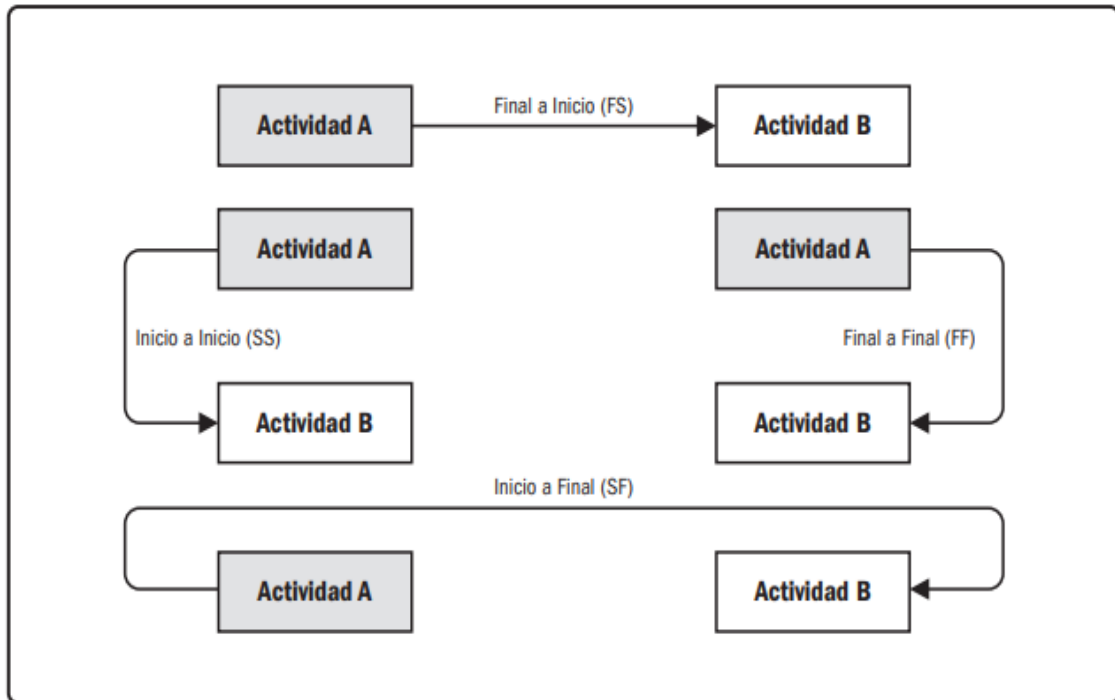 Actividad A
Final a Inicio (FS)
Actividad B
Actividad A
Actividad A
Inicio a Inicio (SS)
Final a Final (FF)
Actividad B
Actividad B
Inicio a Final (SF)
Actividad A
Actividad B